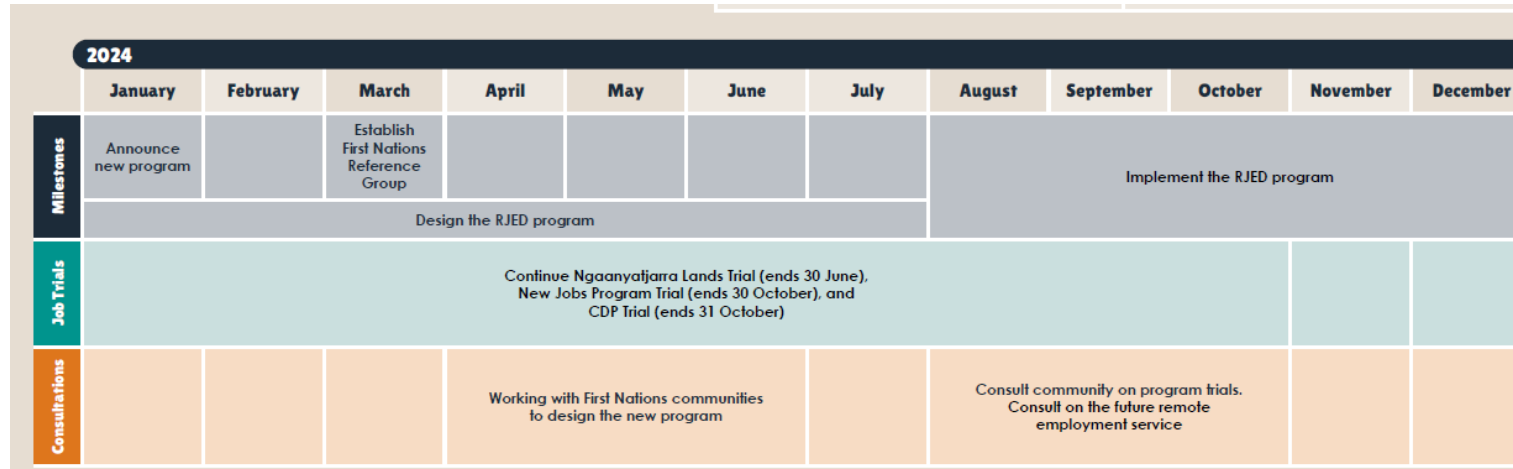 2024
January February March April May June July August September October November December
Milestones
Announce
new program
Establish
First Nations
Reference
Group
Implement the RJED program
Design the RJED program
Job Trials
Continue Ngaanyatjarra Lands Trial (ends 30 June),
New Jobs Program Trial (ends 30 October), and
CDP Trial (ends 31 October)
Consultations
Working with First Nations communities
to design the new program
Consult community on program trials.
Consult on the future remote
employment service